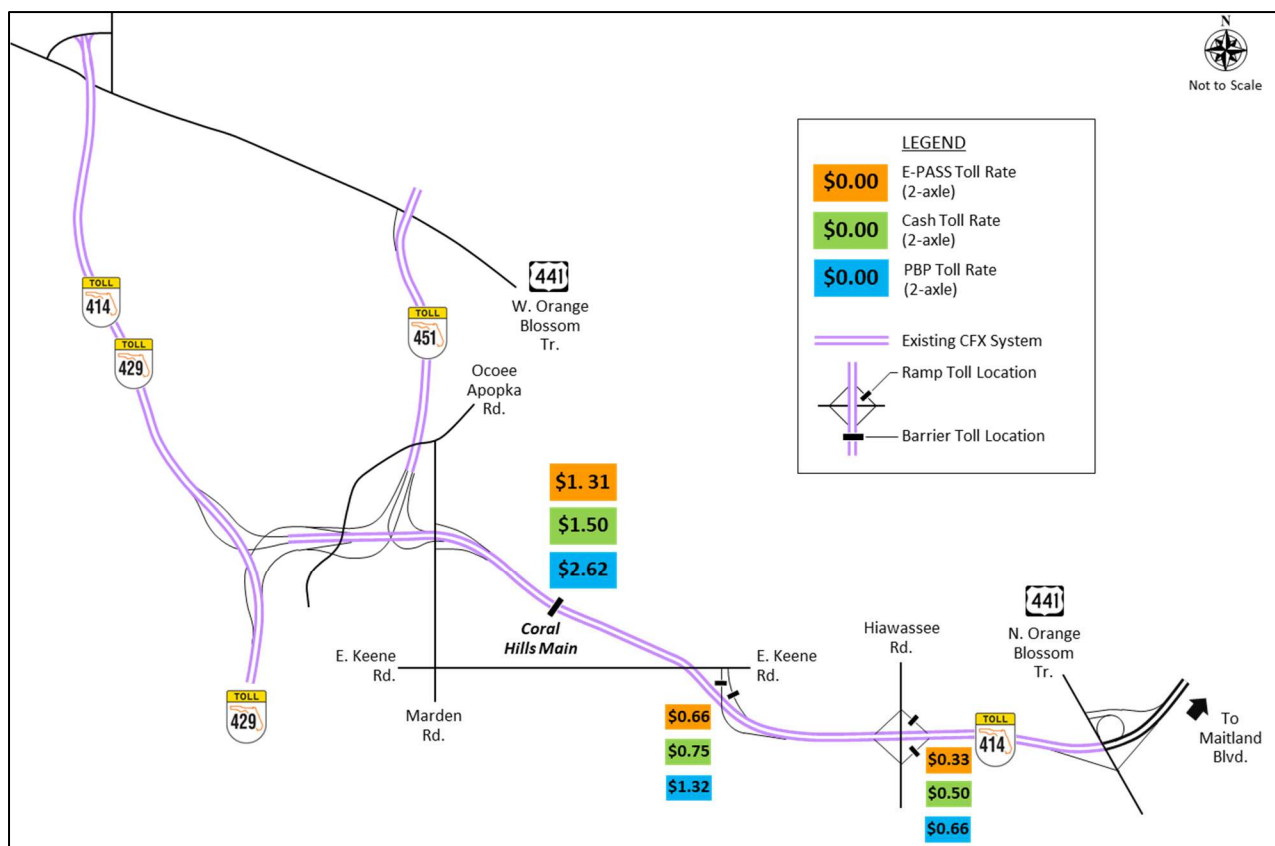 N
Not to Scale
LEGEND
$0.00
E-PASS Toll Rate
(2-axle)
$0.00
Cash Toll Rate
(2-axle)
$0.00
PBP Toll Rate
(2-axle)
Existing CFX System
Ramp Toll Location
Barrier Toll Location
441
W. Orange
Blossom
Tr.
TOLL
414
TOLL
429
TOLL
451
Ocoee
Apopka
Rd.
$1. 31
$1.50
$2.62
Coral
Hills Main
E. Keene
Rd.
E. Keene
Rd.
Marden
Rd.
TOLL
429
$0.66
$0.75
$1.32
Hiawassee
Rd.
441
N. Orange
Blossom
Tr.
TOLL
414
To
Maitland
Blvd.
$0.33
$0.50
$0.66